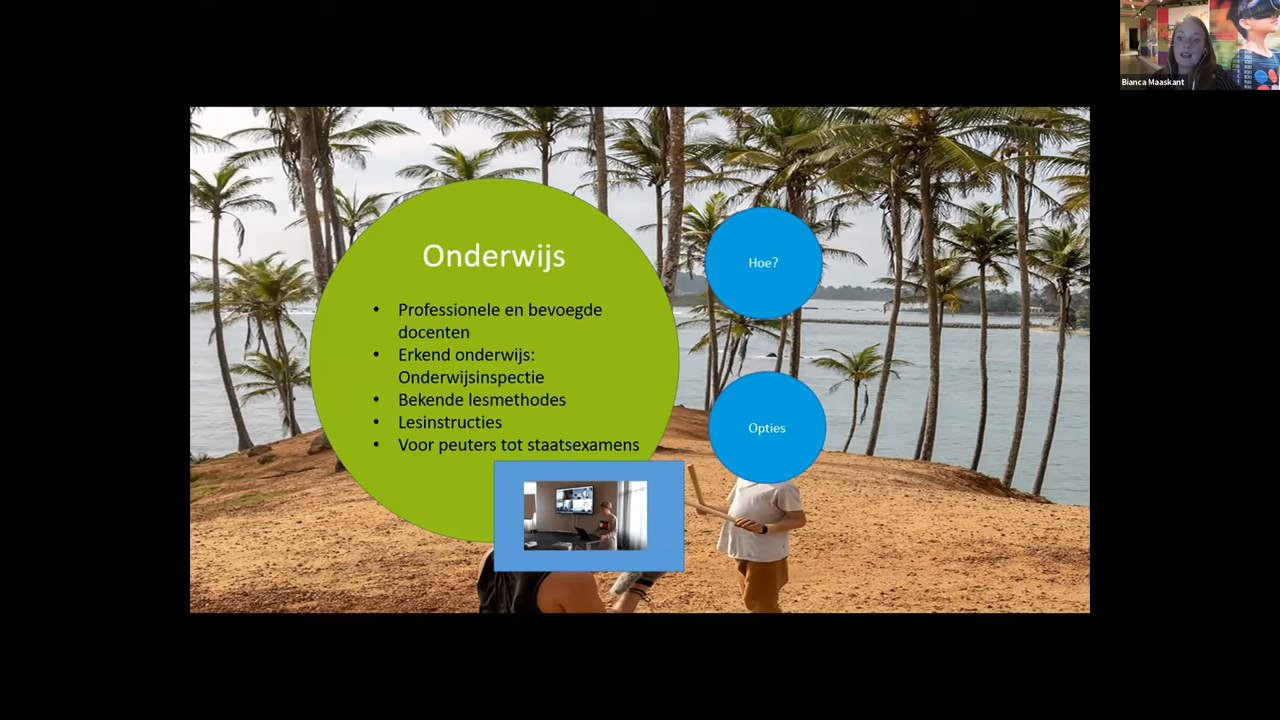 Bianca Maaskant
Onderwijs
• Professionele en bevoegde
docenten
• Erkend onderwijs:
Onderwijsinspectie
• Bekende lesmethodes
• Lesinstructies
• Voor peuters tot staatsexamens
Hoe?
Opties